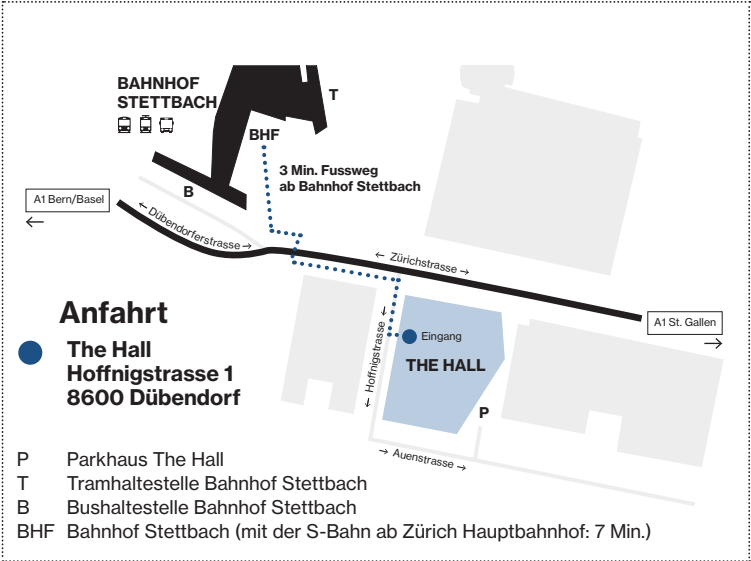 BAHNHOF
STETTBACH
T
BHF
3 Min. Fussweg
ab Bahnhof Stettbach
B
A1 Bern/Basel
←
← Dübendorferstrasse →
← Zürichstrasse →
A1 St. Gallen
→
Anfahrt
The Hall
Hoffnigstrasse 1
8600 Dübendorf
← Hoffnigstrasse →
Eingang
THE HALL
P
→ Auenstrasse →
P Parkhaus The Hall
T Tramhaltestelle Bahnhof Stettbach
B Bushaltestelle Bahnhof Stettbach
BHF Bahnhof Stettbach (mit der S-Bahn ab Zürich Hauptbahnhof: 7 Min.)